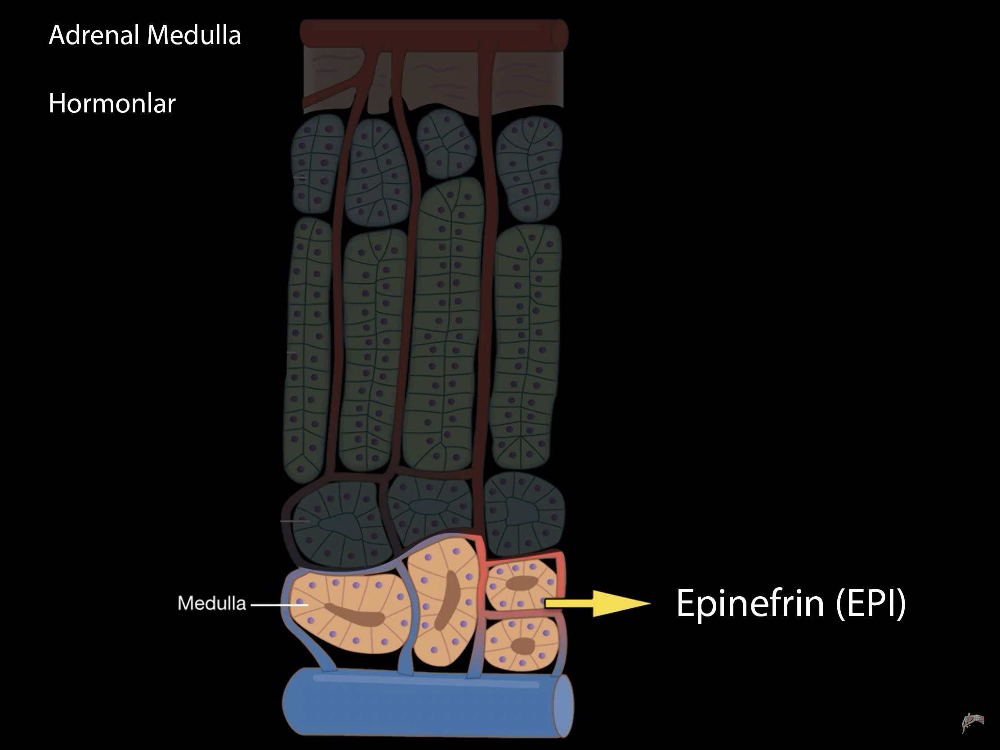 Adrenal Medulla
Hormonlar
Medulla
Epinefrin (EPI)